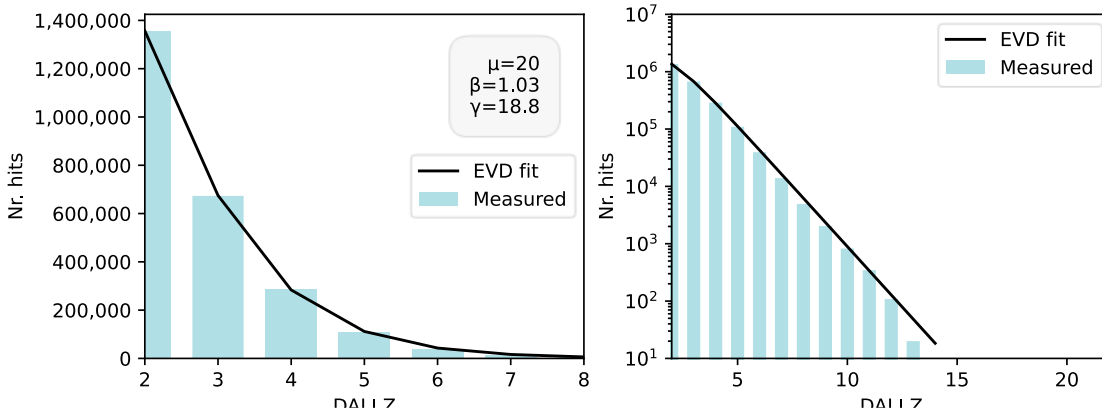 1,400,000
1,200,000
1,000,000
800,000
600,000
400,000
200,000
0
Nr. hits
μ=20
β=1.03
γ=18.8
EVD fit
Measured
2 3 4 5 6 7 8
DALI Z
10⁷
10⁶
10⁵
10⁴
10³
10²
10¹
Nr. hits
EVD fit
Measured
5 10 15 20
DALI Z